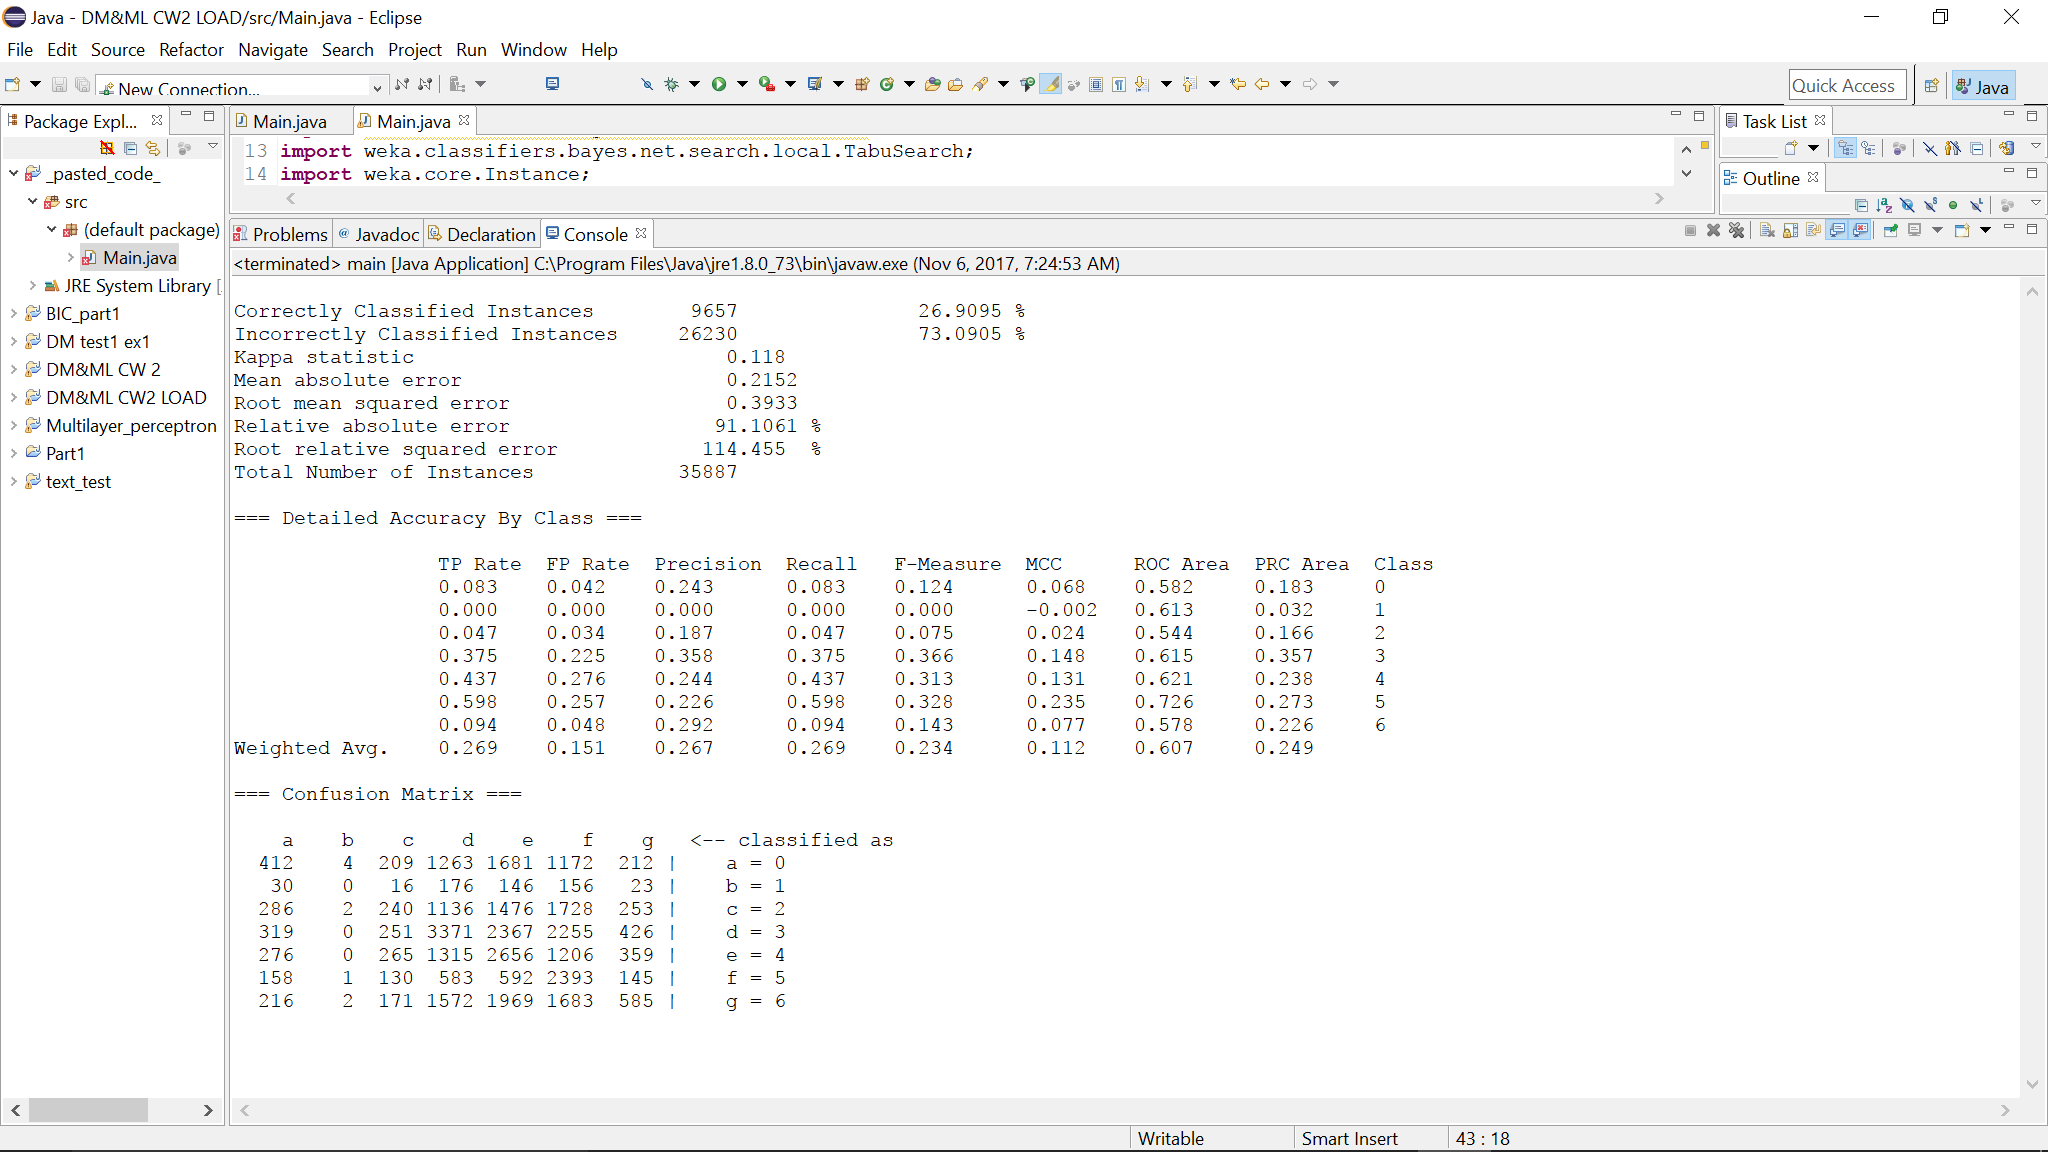 Java - DM&ML CW2 LOAD/src/Main.java - Eclipse
File Edit Source Refactor Navigate Search Project Run Window Help
New Connection...
Quick Access
Java
Package Expl...
Main.java
Main.java
Task List
13 import weka.classifiers.bayes.net.search.local.TabuSearch;
14 import weka.core.Instance;
Outline
_pasted_code_
src
(default package)
Main.java
JRE System Library [
BIC_part1
DM test1 ex1
DM&ML CW 2
DM&ML CW2 LOAD
Multilayer_perceptron
Part1
text_test
Problems @ Javadoc Declaration Console
<terminated> main [Java Application] C:\Program Files\Java\jre1.8.0_73\bin\javaw.exe (Nov 6, 2017, 7:24:53 AM)
Correctly Classified Instances 9657 26.9095 %
Incorrectly Classified Instances 26230 73.0905 %
Kappa statistic 0.118
Mean absolute error 0.2152
Root mean squared error 0.3933
Relative absolute error 91.1061 %
Root relative squared error 114.455 %
Total Number of Instances 35887
=== Detailed Accuracy By Class ===
TP Rate FP Rate Precision Recall F-Measure MCC ROC Area PRC Area Class
0.083 0.042 0.243 0.083 0.124 0.068 0.582 0.183 0
0.000 0.000 0.000 0.000 0.000 -0.002 0.613 0.032 1
0.047 0.034 0.187 0.047 0.075 0.024 0.544 0.166 2
0.375 0.225 0.358 0.375 0.366 0.148 0.615 0.357 3
0.437 0.276 0.244 0.437 0.313 0.131 0.621 0.238 4
0.598 0.257 0.226 0.598 0.328 0.235 0.726 0.273 5
0.094 0.048 0.292 0.094 0.143 0.077 0.578 0.226 6
Weighted Avg. 0.269 0.151 0.267 0.269 0.234 0.112 0.607 0.249
=== Confusion Matrix ===
a b c d e f g <-- classified as
412 4 209 1263 1681 1172 212 | a = 0
30 0 16 176 146 156 23 | b = 1
286 2 240 1136 1476 1728 253 | c = 2
319 0 251 3371 2367 2255 426 | d = 3
276 0 265 1315 2656 1206 359 | e = 4
158 1 130 583 592 2393 145 | f = 5
216 2 171 1572 1969 1683 585 | g = 6
Writable Smart Insert 43 : 18